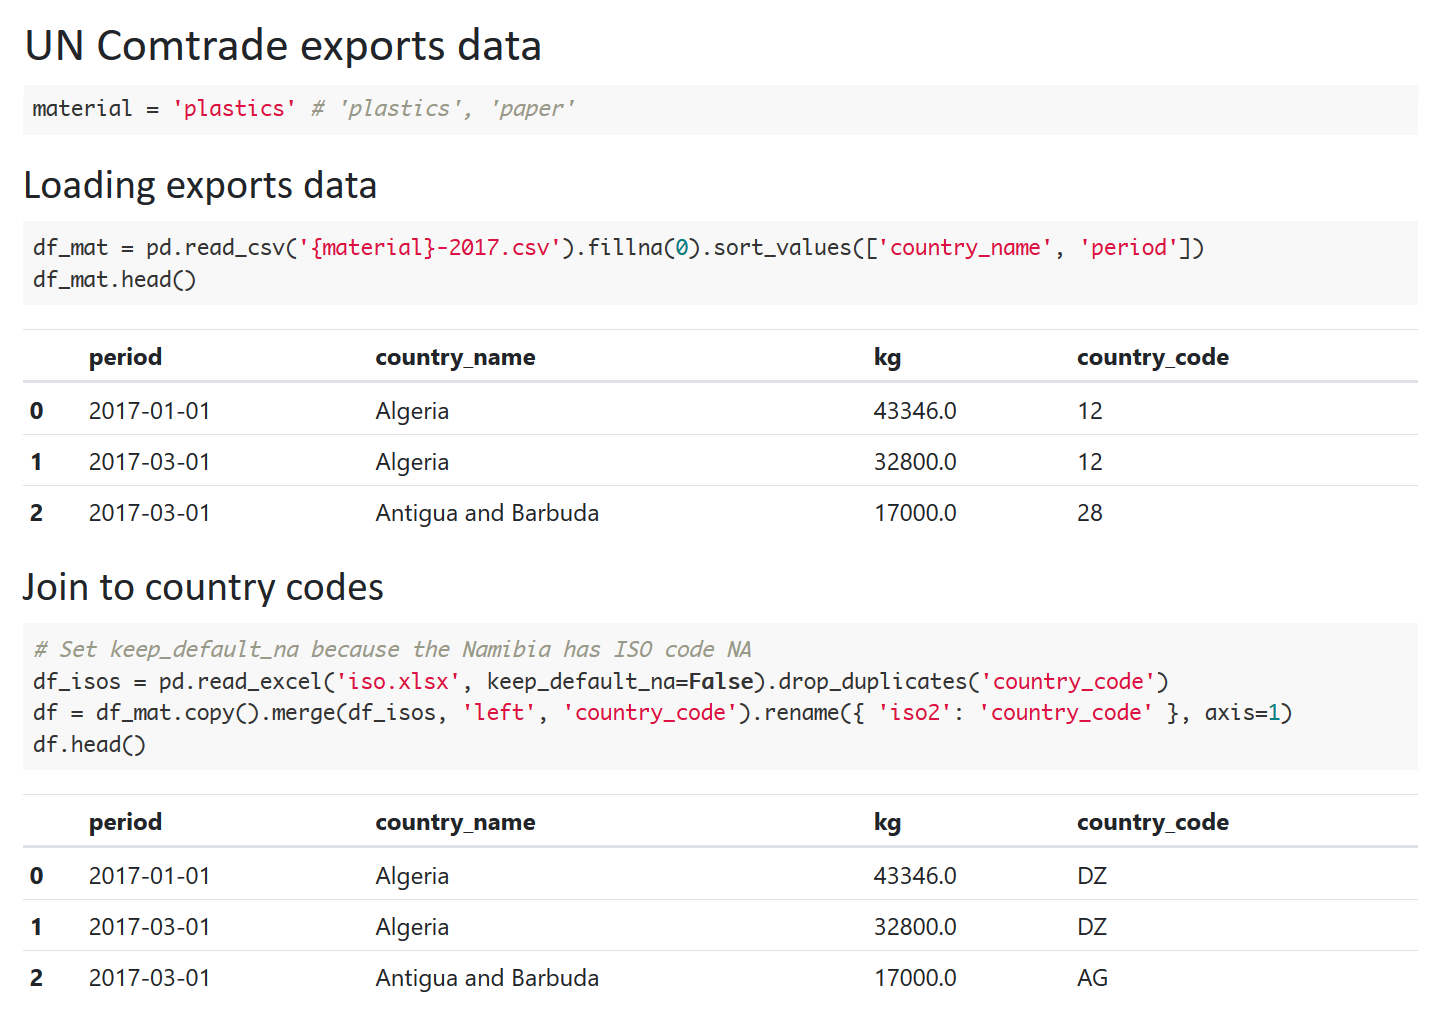 UN Comtrade exports data
material = 'plastics' # 'plastics', 'paper'
Loading exports data
df_mat = pd.read_csv('{material}-2017.csv').fillna(0).sort_values(['country_name', 'period'])
df_mat.head()
period country_name kg country_code
0 2017-01-01 Algeria 43346.0 12
1 2017-03-01 Algeria 32800.0 12
2 2017-03-01 Antigua and Barbuda 17000.0 28
Join to country codes
# Set keep_default_na because the Namibia has ISO code NA
df_isos = pd.read_excel('iso.xlsx', keep_default_na=False).drop_duplicates('country_code')
df = df_mat.copy().merge(df_isos, 'left', 'country_code').rename({ 'iso2': 'country_code' }, axis=1)
df.head()
period country_name kg country_code
0 2017-01-01 Algeria 43346.0 DZ
1 2017-03-01 Algeria 32800.0 DZ
2 2017-03-01 Antigua and Barbuda 17000.0 AG